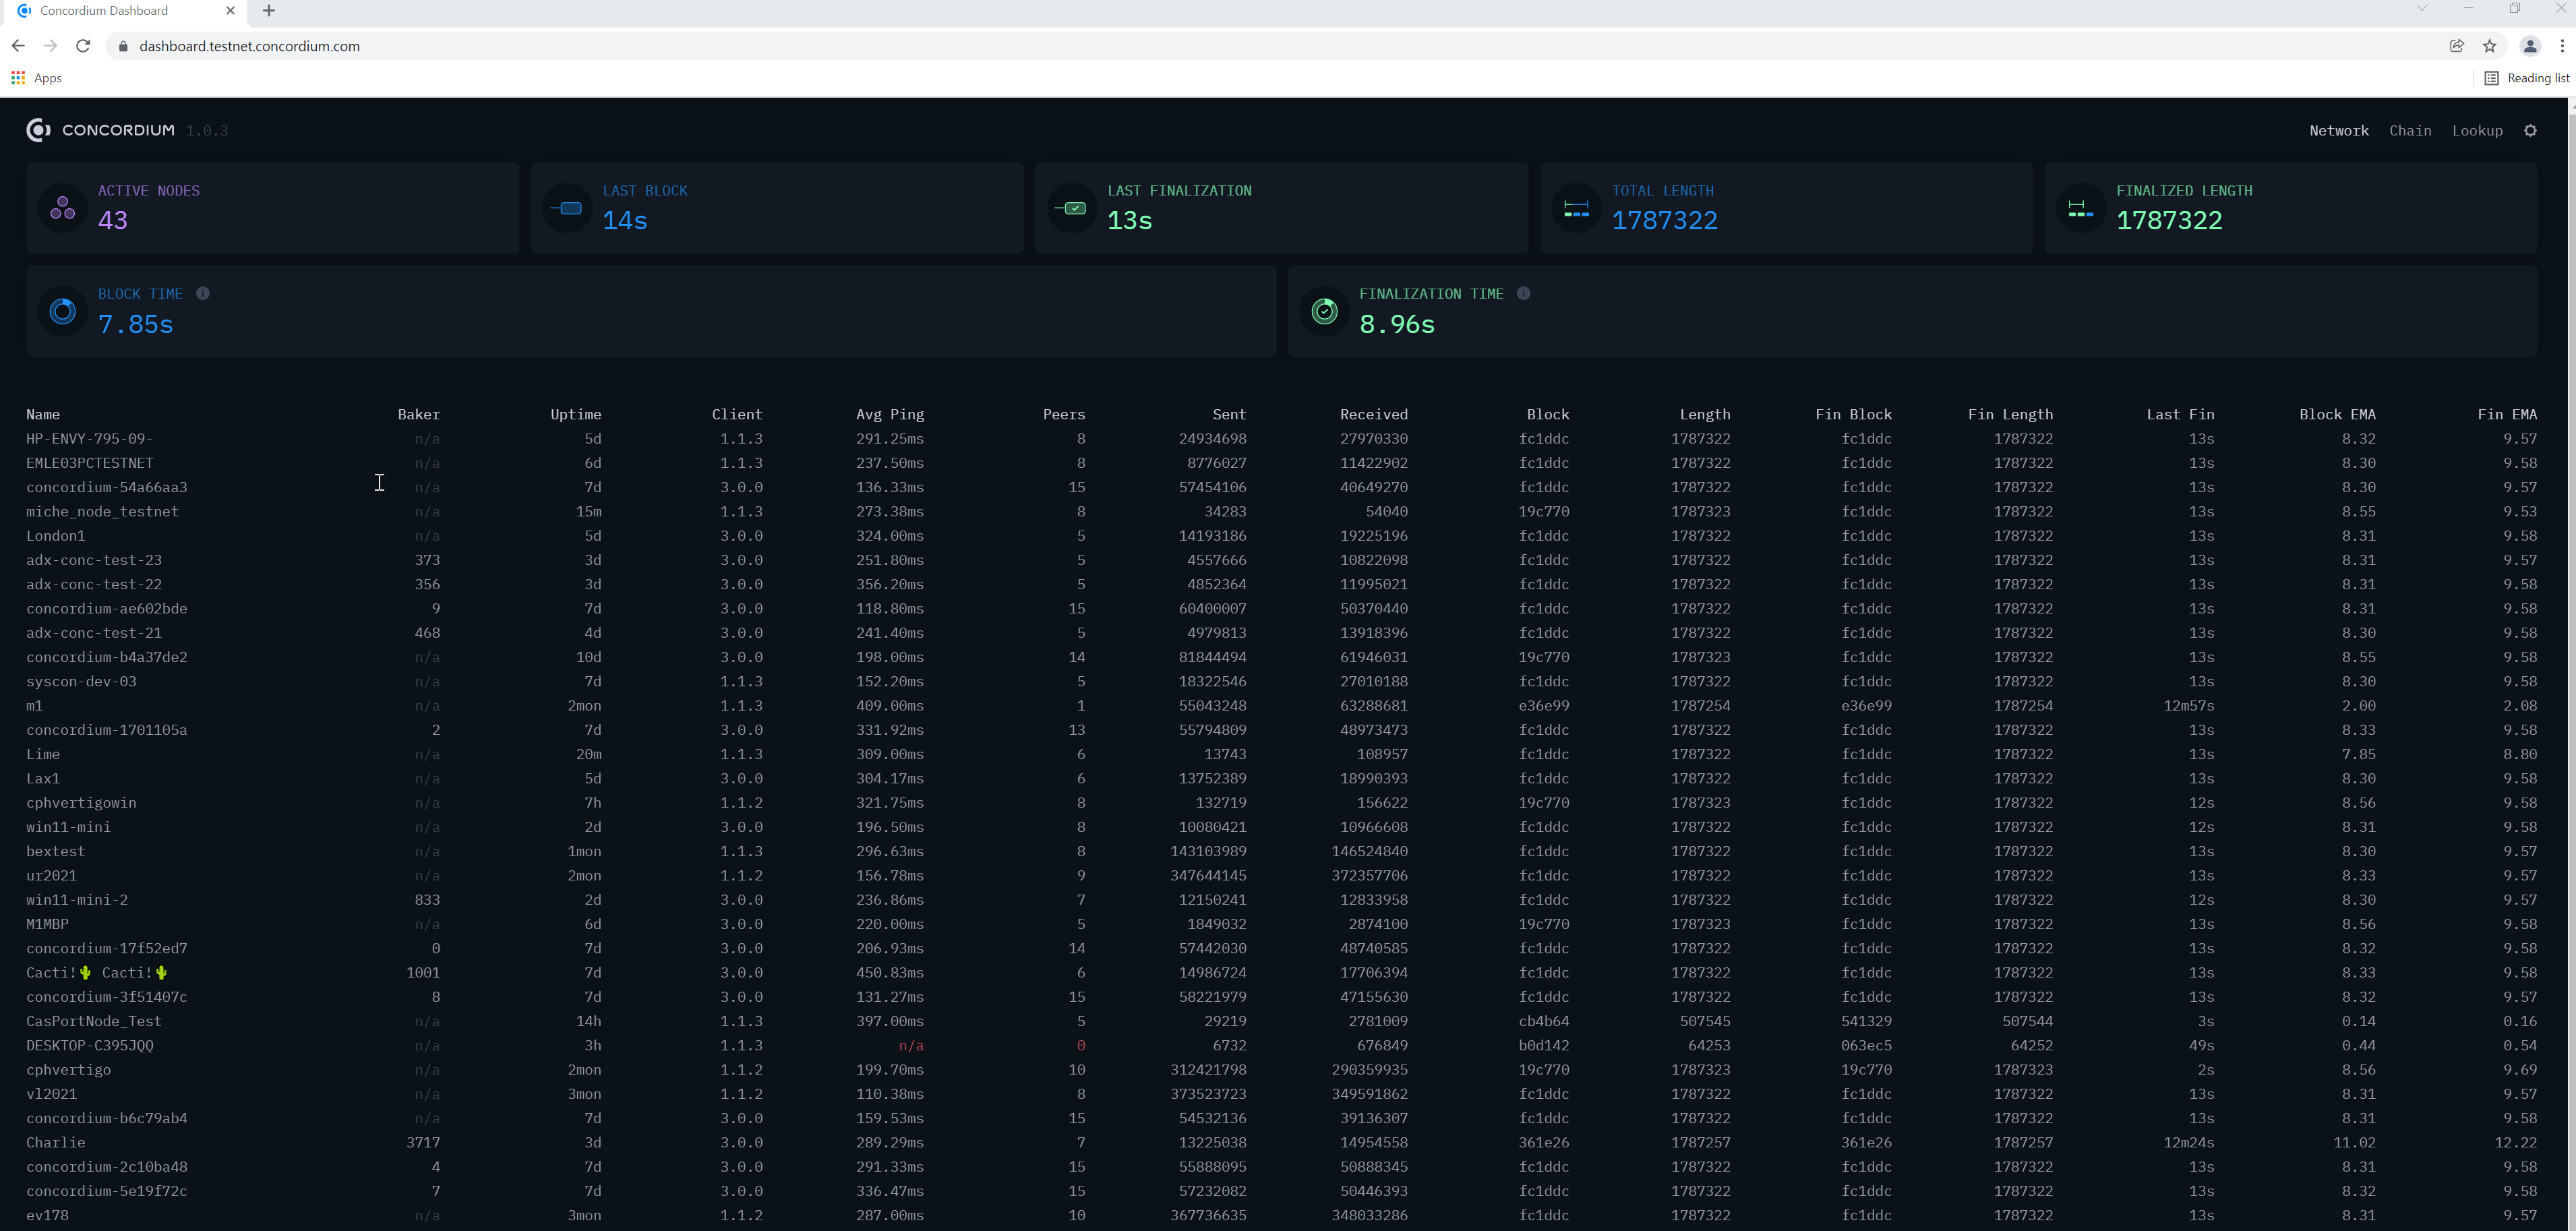 Concordium Dashboard
dashboard.testnet.concordium.com
Apps
Reading list
CONCORDIUM 1.0.3
Network Chain Lookup
ACTIVE NODES
43
LAST BLOCK
14s
LAST FINALIZATION
13s
TOTAL LENGTH
1787322
FINALIZED LENGTH
1787322
BLOCK TIME
7.85s
FINALIZATION TIME
8.96s
Name Baker Uptime Client Avg Ping Peers Sent Received Block Length Fin Block Fin Length Last Fin Block EMA Fin EMA
HP-ENVY-795-09- n/a 5d 1.1.3 291.25ms 8 24934698 27970330 fc1ddc 1787322 fc1ddc 1787322 13s 8.32 9.57
EMLE03PCTESTNET n/a 6d 1.1.3 237.50ms 8 8776027 11422902 fc1ddc 1787322 fc1ddc 1787322 13s 8.30 9.58
concordium-54a66aa3 n/a 7d 3.0.0 136.33ms 15 57454106 40649270 fc1ddc 1787322 fc1ddc 1787322 13s 8.30 9.57
miche_node_testnet n/a 15m 1.1.3 273.38ms 8 34283 54040 19c770 1787323 fc1ddc 1787322 13s 8.55 9.53
London1 n/a 5d 3.0.0 324.00ms 5 14193186 19225196 fc1ddc 1787322 fc1ddc 1787322 13s 8.31 9.58
adx-conc-test-23 373 3d 3.0.0 251.80ms 5 4557666 10822098 fc1ddc 1787322 fc1ddc 1787322 13s 8.31 9.57
adx-conc-test-22 356 3d 3.0.0 356.20ms 5 4852364 11995021 fc1ddc 1787322 fc1ddc 1787322 13s 8.31 9.58
concordium-ae602bde 9 7d 3.0.0 118.80ms 15 60400007 50370440 fc1ddc 1787322 fc1ddc 1787322 13s 8.31 9.58
adx-conc-test-21 468 4d 3.0.0 241.40ms 5 4979813 13918396 fc1ddc 1787322 fc1ddc 1787322 13s 8.30 9.58
concordium-b4a37de2 n/a 10d 3.0.0 198.00ms 14 81844494 61946031 19c770 1787323 fc1ddc 1787322 13s 8.55 9.58
syscon-dev-03 n/a 7d 1.1.3 152.20ms 5 18322546 27010188 fc1ddc 1787322 fc1ddc 1787322 13s 8.30 9.58
m1 n/a 2mon 1.1.3 409.00ms 1 55043248 63288681 e36e99 1787254 e36e99 1787254 12m57s 2.00 2.08
concordium-1701105a 2 7d 3.0.0 331.92ms 13 55794809 48973473 fc1ddc 1787322 fc1ddc 1787322 13s 8.33 9.58
Lime n/a 20m 1.1.3 309.00ms 6 13743 108957 fc1ddc 1787322 fc1ddc 1787322 13s 7.85 8.80
Lax1 n/a 5d 3.0.0 304.17ms 6 13752389 18990393 fc1ddc 1787322 fc1ddc 1787322 13s 8.30 9.58
cphvertigowin n/a 7h 1.1.2 321.75ms 8 132719 156622 19c770 1787323 fc1ddc 1787322 12s 8.56 9.58
win11-mini n/a 2d 3.0.0 196.50ms 8 10080421 10966608 fc1ddc 1787322 fc1ddc 1787322 12s 8.31 9.58
bextest n/a 1mon 1.1.3 296.63ms 8 143103989 146524840 fc1ddc 1787322 fc1ddc 1787322 13s 8.30 9.57
ur2021 n/a 2mon 1.1.2 156.78ms 9 347644145 372357706 fc1ddc 1787322 fc1ddc 1787322 13s 8.33 9.57
win11-mini-2 833 2d 3.0.0 236.86ms 7 12150241 12833958 fc1ddc 1787322 fc1ddc 1787322 12s 8.30 9.57
M1MBP n/a 6d 3.0.0 220.00ms 5 1849032 2874100 19c770 1787323 fc1ddc 1787322 13s 8.56 9.58
concordium-17f52ed7 0 7d 3.0.0 206.93ms 14 57442030 48740585 fc1ddc 1787322 fc1ddc 1787322 13s 8.32 9.58
Cacti!🌵 Cacti!🌵 1001 7d 3.0.0 450.83ms 6 14986724 17706394 fc1ddc 1787322 fc1ddc 1787322 13s 8.33 9.58
concordium-3f51407c 8 7d 3.0.0 131.27ms 15 58221979 47155630 fc1ddc 1787322 fc1ddc 1787322 13s 8.32 9.57
CasPortNode_Test n/a 14h 1.1.3 397.00ms 5 29219 2781009 cb4b64 507545 541329 507544 3s 0.14 0.16
DESKTOP-C395JQQ n/a 3h 1.1.3 n/a 0 6732 676849 b0d142 64253 063ec5 64252 49s 0.44 0.54
cphvertigo n/a 2mon 1.1.2 199.70ms 10 312421798 290359935 19c770 1787323 19c770 1787323 2s 8.56 9.69
vl2021 n/a 3mon 1.1.2 110.38ms 8 373523723 349591862 fc1ddc 1787322 fc1ddc 1787322 13s 8.31 9.57
concordium-b6c79ab4 n/a 7d 3.0.0 159.53ms 15 54532136 39136307 fc1ddc 1787322 fc1ddc 1787322 13s 8.31 9.58
Charlie 3717 3d 3.0.0 289.29ms 7 13225038 14954558 361e26 1787257 361e26 1787257 12m24s 11.02 12.22
concordium-2c10ba48 4 7d 3.0.0 291.33ms 15 55888095 50888345 fc1ddc 1787322 fc1ddc 1787322 13s 8.31 9.58
concordium-5e19f72c 7 7d 3.0.0 336.47ms 15 57232082 50446393 fc1ddc 1787322 fc1ddc 1787322 13s 8.32 9.58
ev178 n/a 3mon 1.1.2 287.00ms 10 367736635 348033286 fc1ddc 1787322 fc1ddc 1787322 13s 8.31 9.57